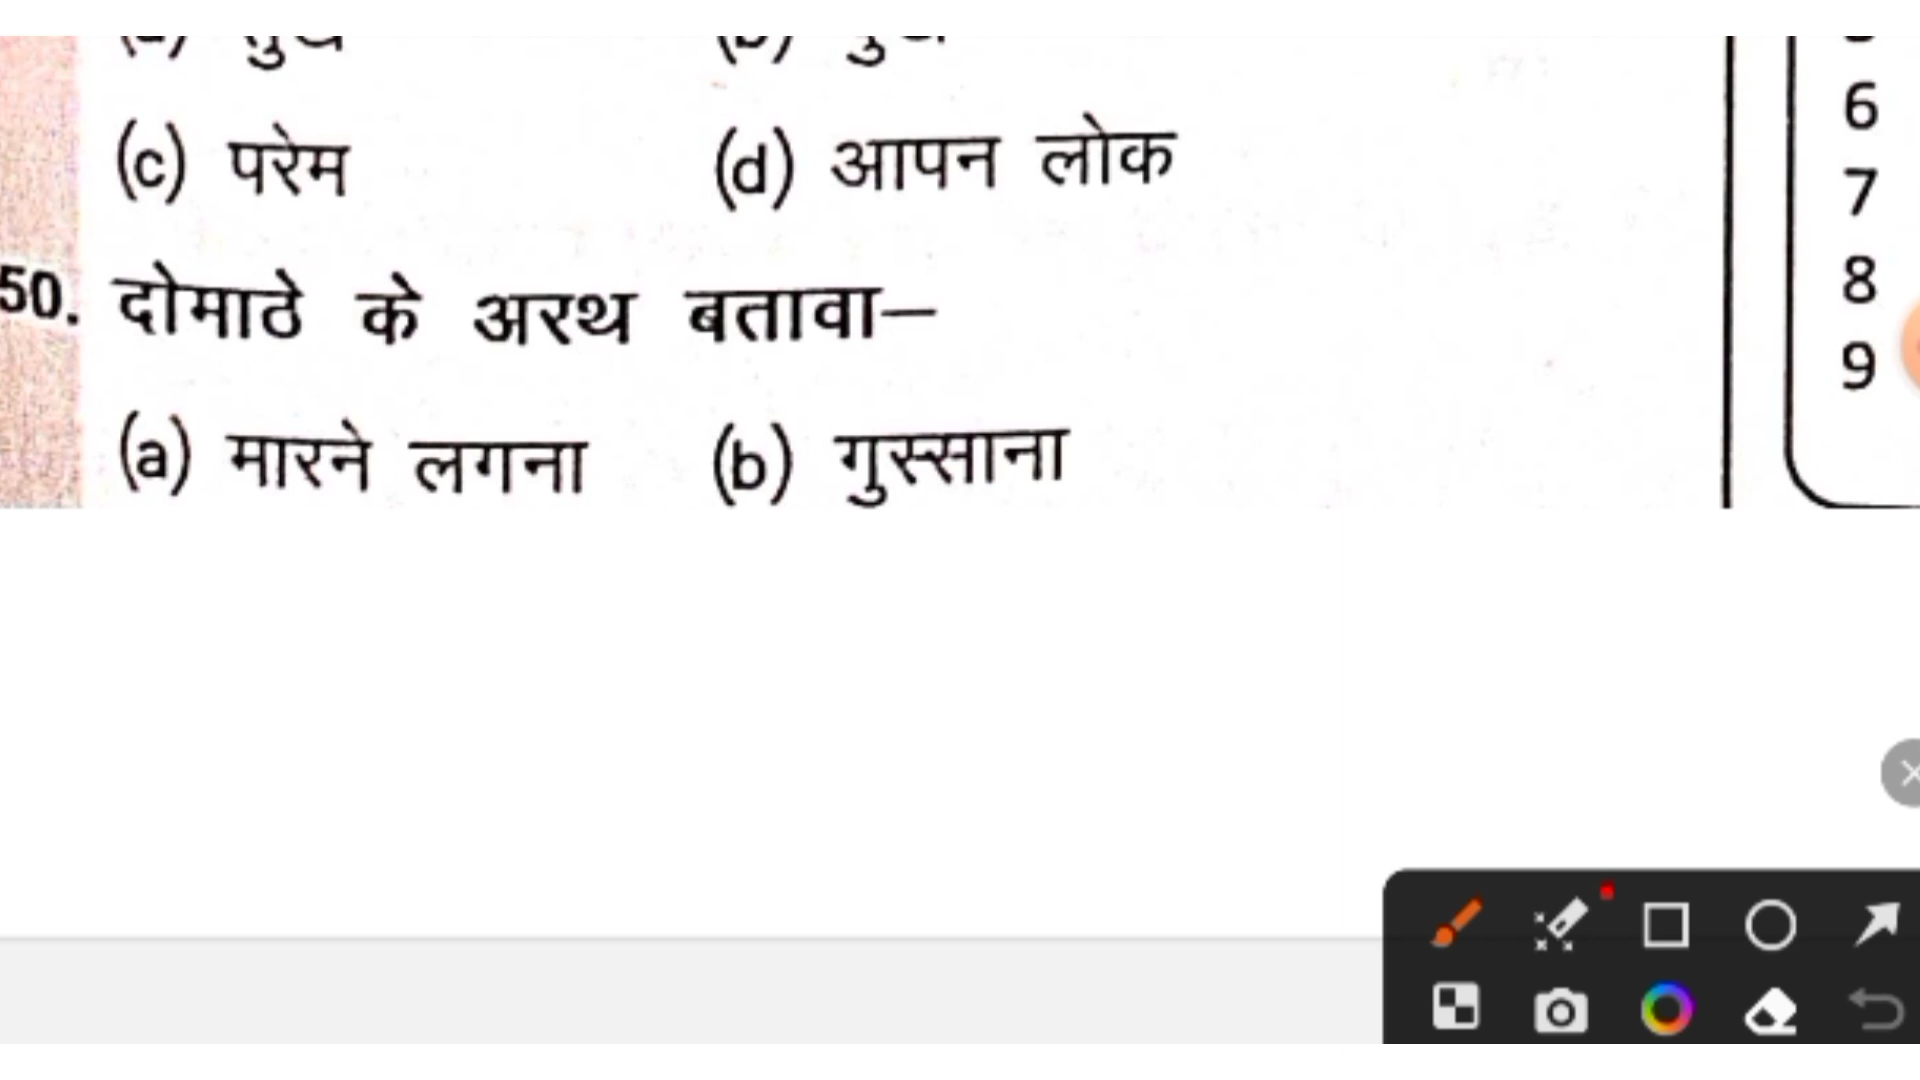 (c) परेम (d) आपन लोक
50. दोमाठे के अरथ बतावा–
(a) मारने लगना (b) गुस्साना
6
7
8
9